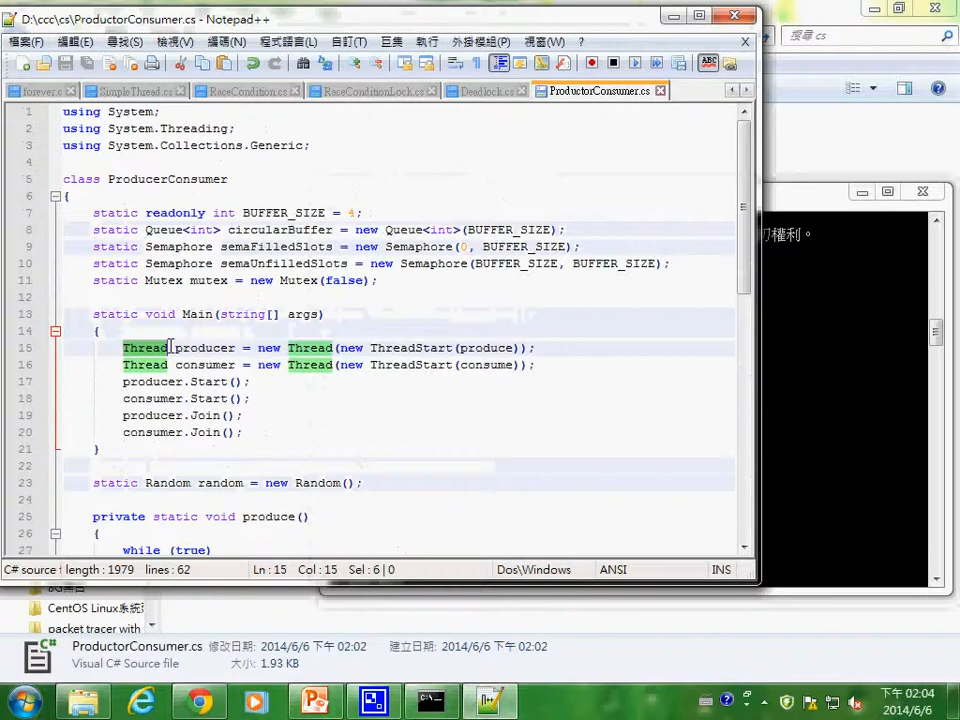 D:\ccc\cs\ProductorConsumer.cs - Notepad++
檔案(F) 編輯(E) 尋找(S) 檢視(V) 編碼(N) 程式語言(L) 自訂(T) 巨集 執行 外掛模組(P) 視窗(W) ? X
搜尋 cs
forever.c SimpleThread.cs RaceCondition.cs RaceConditionLock.cs Deadlock.cs ProductorConsumer.cs
1 using System;
2 using System.Threading;
3 using System.Collections.Generic;
4
5 class ProducerConsumer
6 {
7 static readonly int BUFFER_SIZE = 4;
8 static Queue<int> circularBuffer = new Queue<int>(BUFFER_SIZE);
9 static Semaphore semaFilledSlots = new Semaphore(0, BUFFER_SIZE);
10 static Semaphore semaUnfilledSlots = new Semaphore(BUFFER_SIZE, BUFFER_SIZE);
11 static Mutex mutex = new Mutex(false);
12
13 static void Main(string[] args)
14 {
15 Thread producer = new Thread(new ThreadStart(produce));
16 Thread consumer = new Thread(new ThreadStart(consume));
17 producer.Start();
18 consumer.Start();
19 producer.Join();
20 consumer.Join();
21 }
22
23 static Random random = new Random();
24
25 private static void produce()
26 {
27 while (true)
權利。
C# source f length : 1979 lines : 62 Ln : 15 Col : 15 Sel : 6 | 0 Dos\Windows ANSI INS
CentOS Linux系統
packet tracer with
ProductorConsumer.cs 修改日期: 2014/6/6 下午 02:02 建立日期: 2014/6/6 下午 02:02
Visual C# Source file 大小: 1.93 KB
下午 02:04
2014/6/6